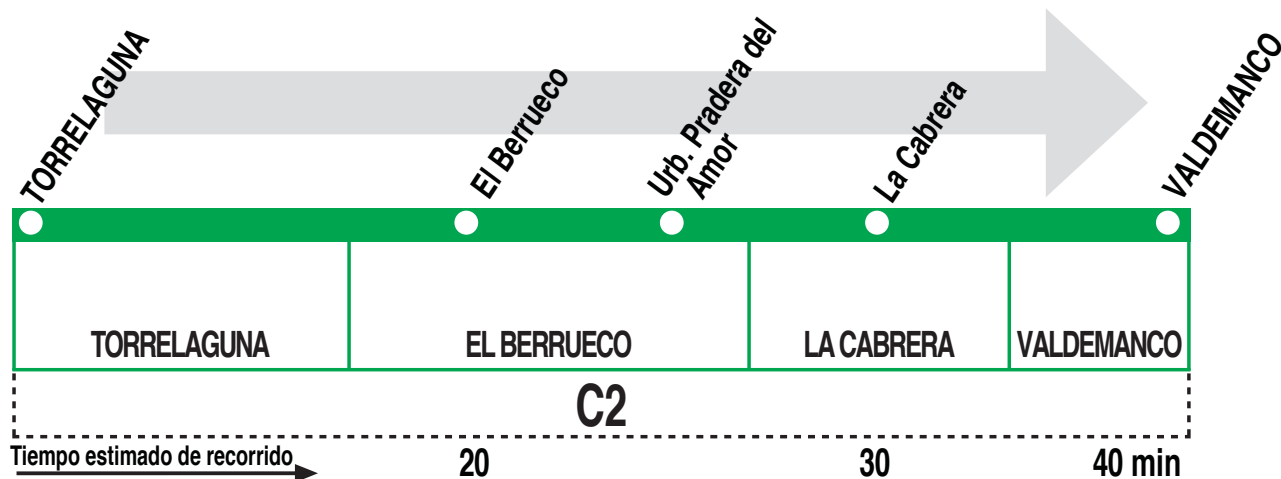 TORRELAGUNA
El Berrueco
Urb. Pradera del
Amor
La Cabrera
VALDEMANCO
TORRELAGUNA
EL BERRUECO
LA CABRERA
VALDEMANCO
C2
Tiempo estimado de recorrido
20
30
40 min